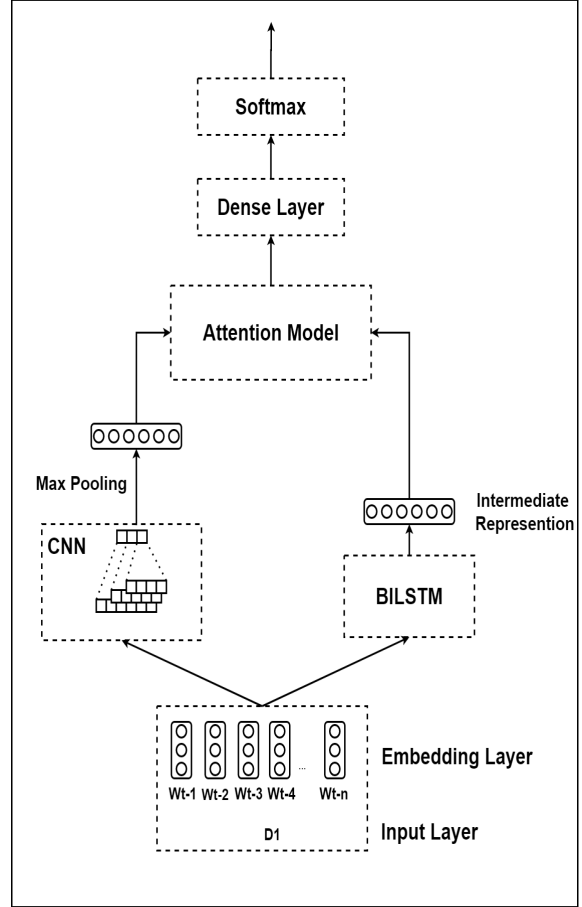 Softmax
Dense Layer
Attention Model
Max Pooling
Intermediate
Represention
CNN
BILSTM
Embedding Layer
Wt-1 Wt-2 Wt-3 Wt-4 ... Wt-n
D1
Input Layer